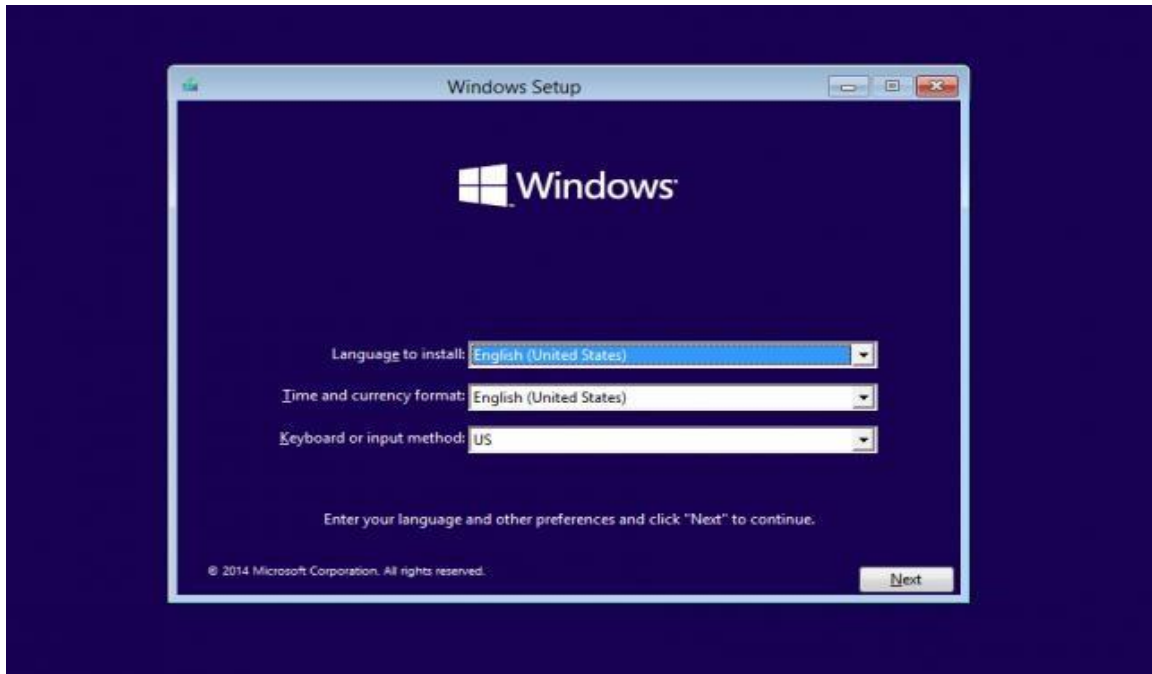 Windows Setup
Windows
Language to install: English (United States)
Time and currency format: English (United States)
Keyboard or input method: US
Enter your language and other preferences and click "Next" to continue.
© 2014 Microsoft Corporation. All rights reserved.
Next